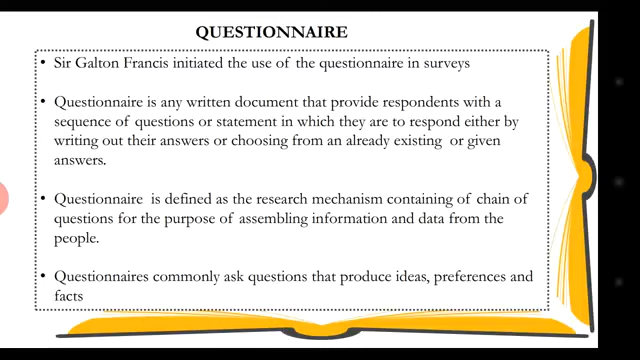 QUESTIONNAIRE
• Sir Galton Francis initiated the use of the questionnaire in surveys
• Questionnaire is any written document that provide respondents with a
sequence of questions or statement in which they are to respond either by
writing out their answers or choosing from an already existing or given
answers.
• Questionnaire is defined as the research mechanism containing of chain of
questions for the purpose of assembling information and data from the
people.
• Questionnaires commonly ask questions that produce ideas, preferences and
facts